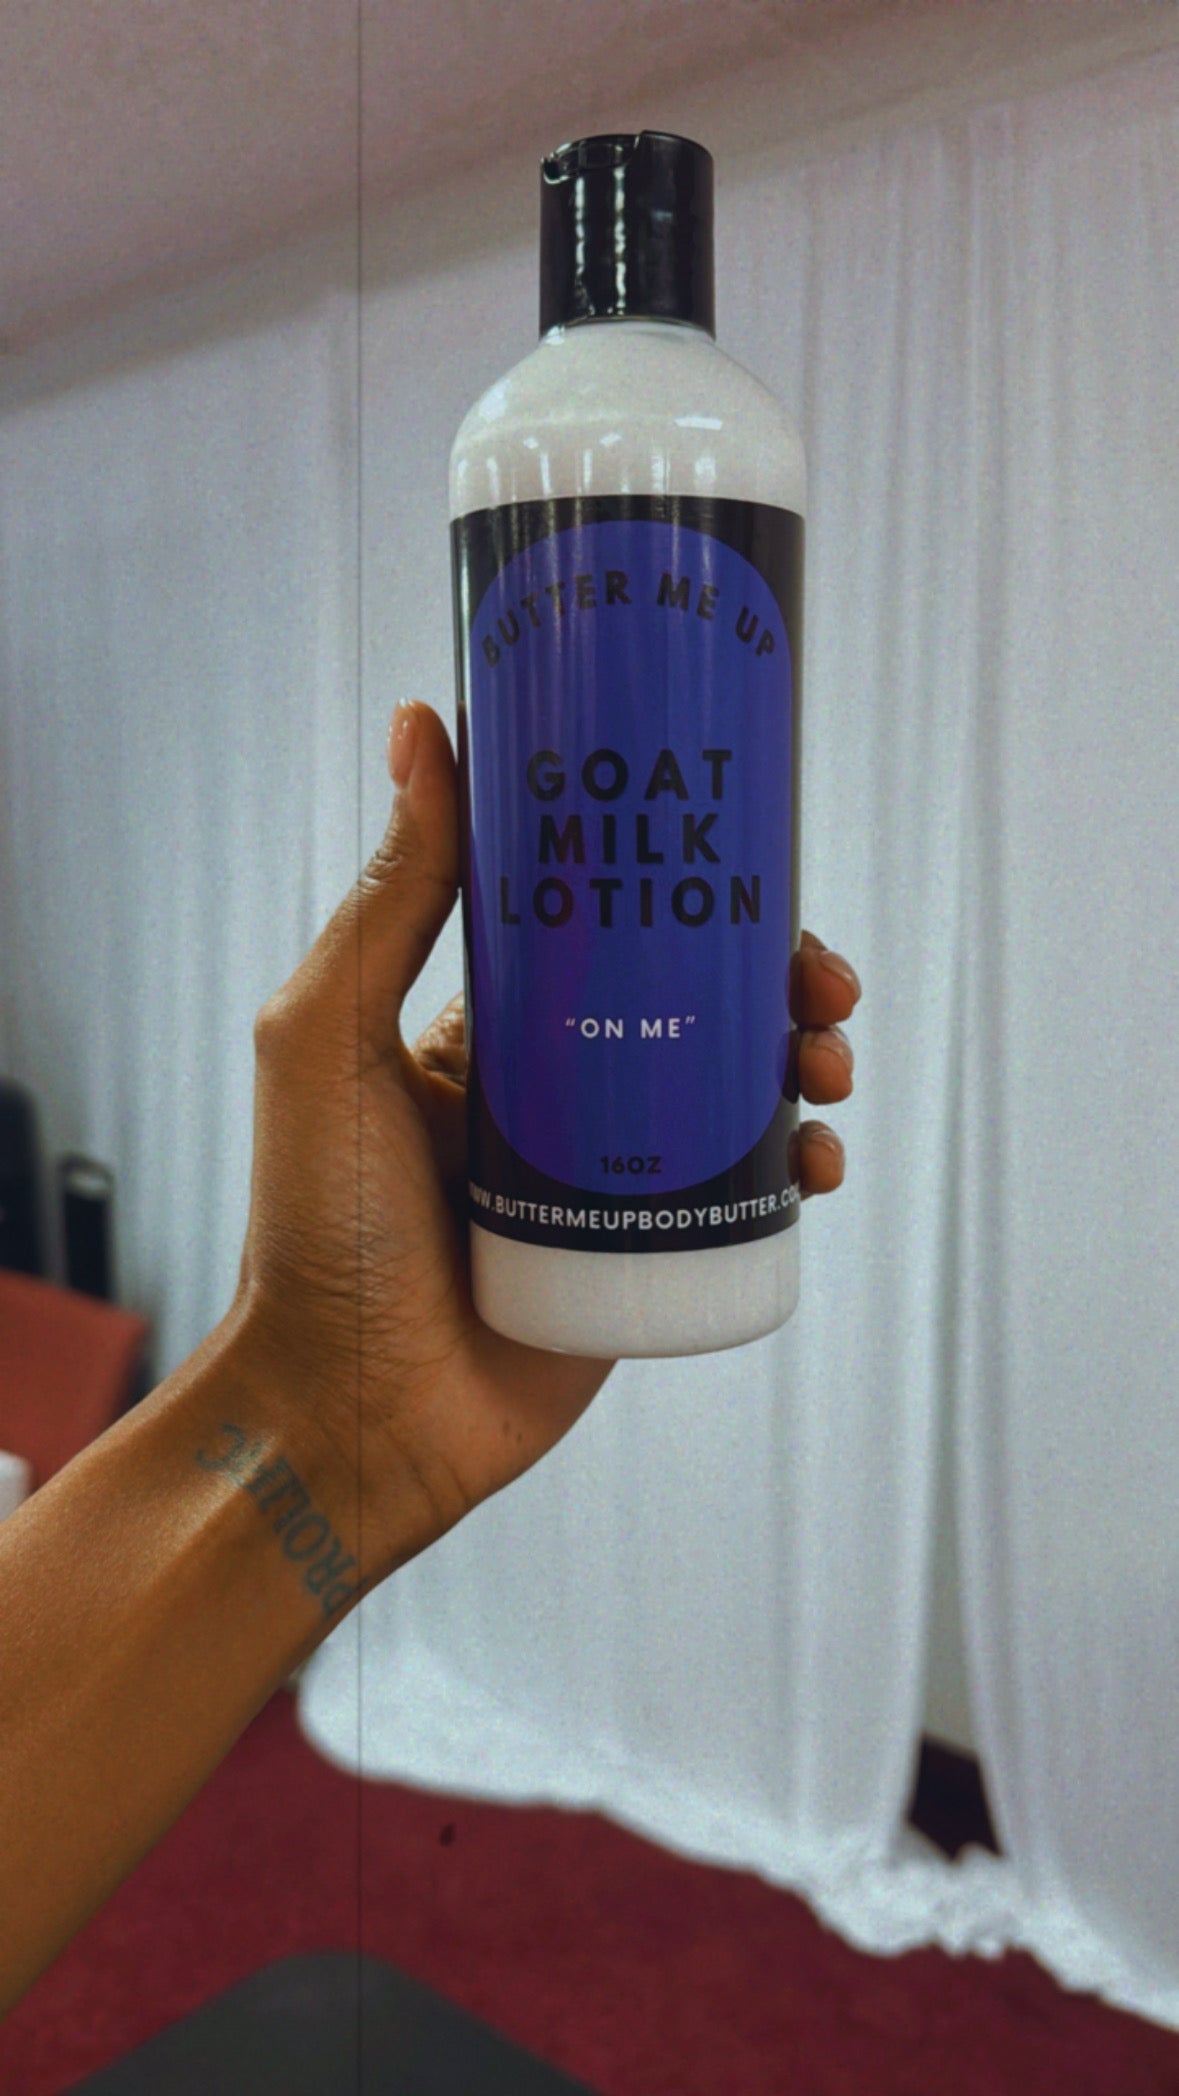 BUTTER ME UP
GOAT
MILK
LOTION
“ON ME”
16OZ
WWW.BUTTERMEUPBODYBUTTER.CO
PROLIFIC